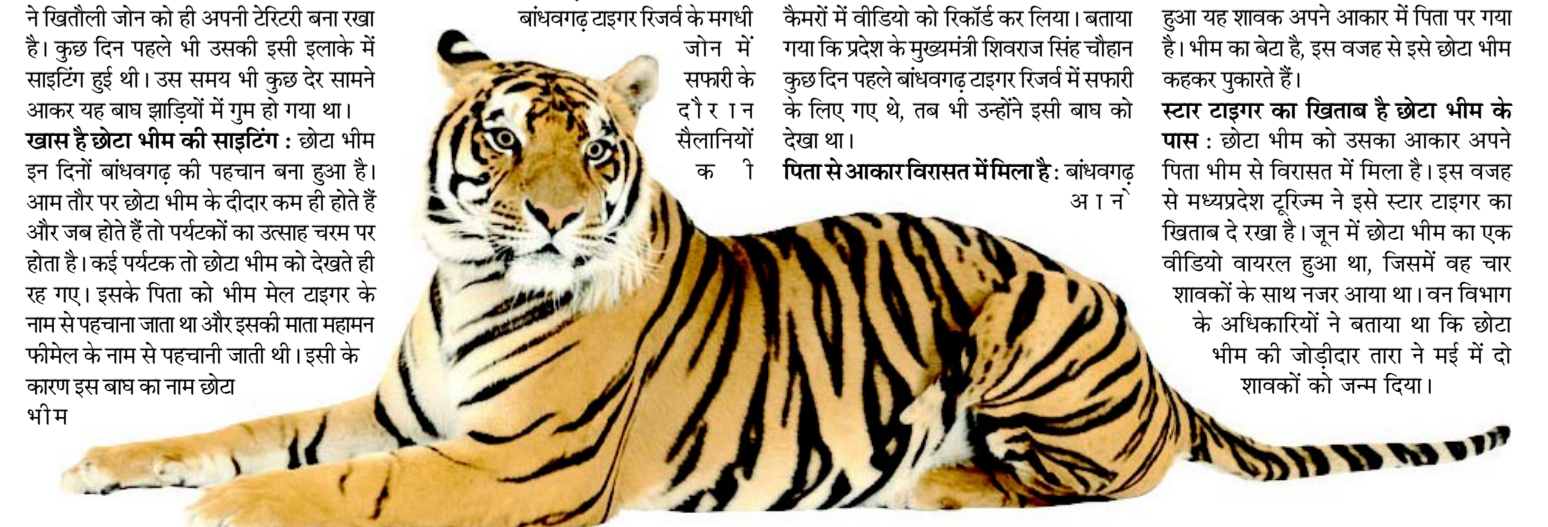 ने खितौली जोन को ही अपनी टेरिटरी बना रखा
है। कुछ दिन पहले भी उसकी इसी इलाके में
साइटिंग हुई थी। उस समय भी कुछ देर सामने
आकर यह बाघ झाड़ियों में गुम हो गया था।
खास है छोटा भीम की साइटिंग : छोटा भीम
इन दिनों बांधवगढ़ की पहचान बना हुआ है।
आम तौर पर छोटा भीम के दीदार कम ही होते हैं
और जब होते हैं तो पर्यटकों का उत्साह चरम पर
होता है। कई पर्यटक तो छोटा भीम को देखते ही
रह गए। इसके पिता को भीम मेल टाइगर के
नाम से पहचाना जाता था और इसकी माता महामन
फीमेल के नाम से पहचानी जाती थी। इसी के
कारण इस बाघ का नाम छोटा
भीम
बांधवगढ़ टाइगर रिजर्व के मगधी
जोन में
सफारी के
दौरान
सैलानियों
की
कैमरों में वीडियो को रिकॉर्ड कर लिया। बताया
गया कि प्रदेश के मुख्यमंत्री शिवराज सिंह चौहान
कुछ दिन पहले बांधवगढ़ टाइगर रिजर्व में सफारी
के लिए गए थे, तब भी उन्होंने इसी बाघ को
देखा था।
पिता से आकार विरासत में मिला है : बांधवगढ़
आने
हुआ यह शावक अपने आकार में पिता पर गया
है। भीम का बेटा है, इस वजह से इसे छोटा भीम
कहकर पुकारते हैं।
स्टार टाइगर का खिताब है छोटा भीम के
पास : छोटा भीम को उसका आकार अपने
पिता भीम से विरासत में मिला है। इस वजह
से मध्यप्रदेश टूरिज्म ने इसे स्टार टाइगर का
खिताब दे रखा है। जून में छोटा भीम का एक
वीडियो वायरल हुआ था, जिसमें वह चार
शावकों के साथ नजर आया था। वन विभाग
के अधिकारियों ने बताया था कि छोटा
भीम की जोड़ीदार तारा ने मई में दो
शावकों को जन्म दिया।